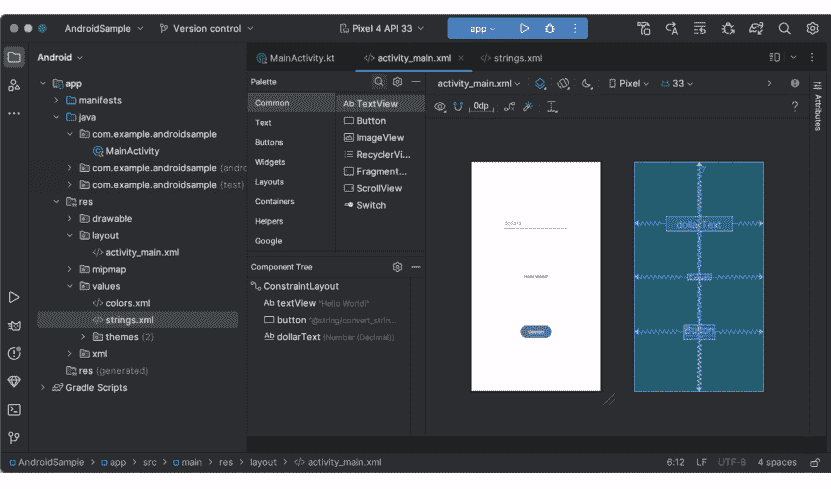 AndroidSample
Version control
Pixel 4 API 33
app
Android
MainActivity.kt
activity_main.xml
strings.xml
app
manifests
java
com.example.androidsample
MainActivity
com.example.androidsample (andro
com.example.androidsample (test)
res
drawable
layout
activity_main.xml
mipmap
values
colors.xml
strings.xml
themes (2)
xml
res (generated)
Gradle Scripts
Palette
Common
Text
Buttons
Widgets
Layouts
Containers
Helpers
Google
Ab TextView
Button
ImageView
RecyclerVi...
Fragment...
ScrollView
Switch
Component Tree
ConstraintLayout
Ab textView "Hello World!"
button "@string/convert_strin...
Ab dollarText (Number (Decimal))
activity_main.xml
Pixel
33
0dp
?
dollars
Hello World!
dollarText
Attributes
AndroidSample > app > src > main > res > layout > activity_main.xml
6:12 LF UTF-8 4 spaces